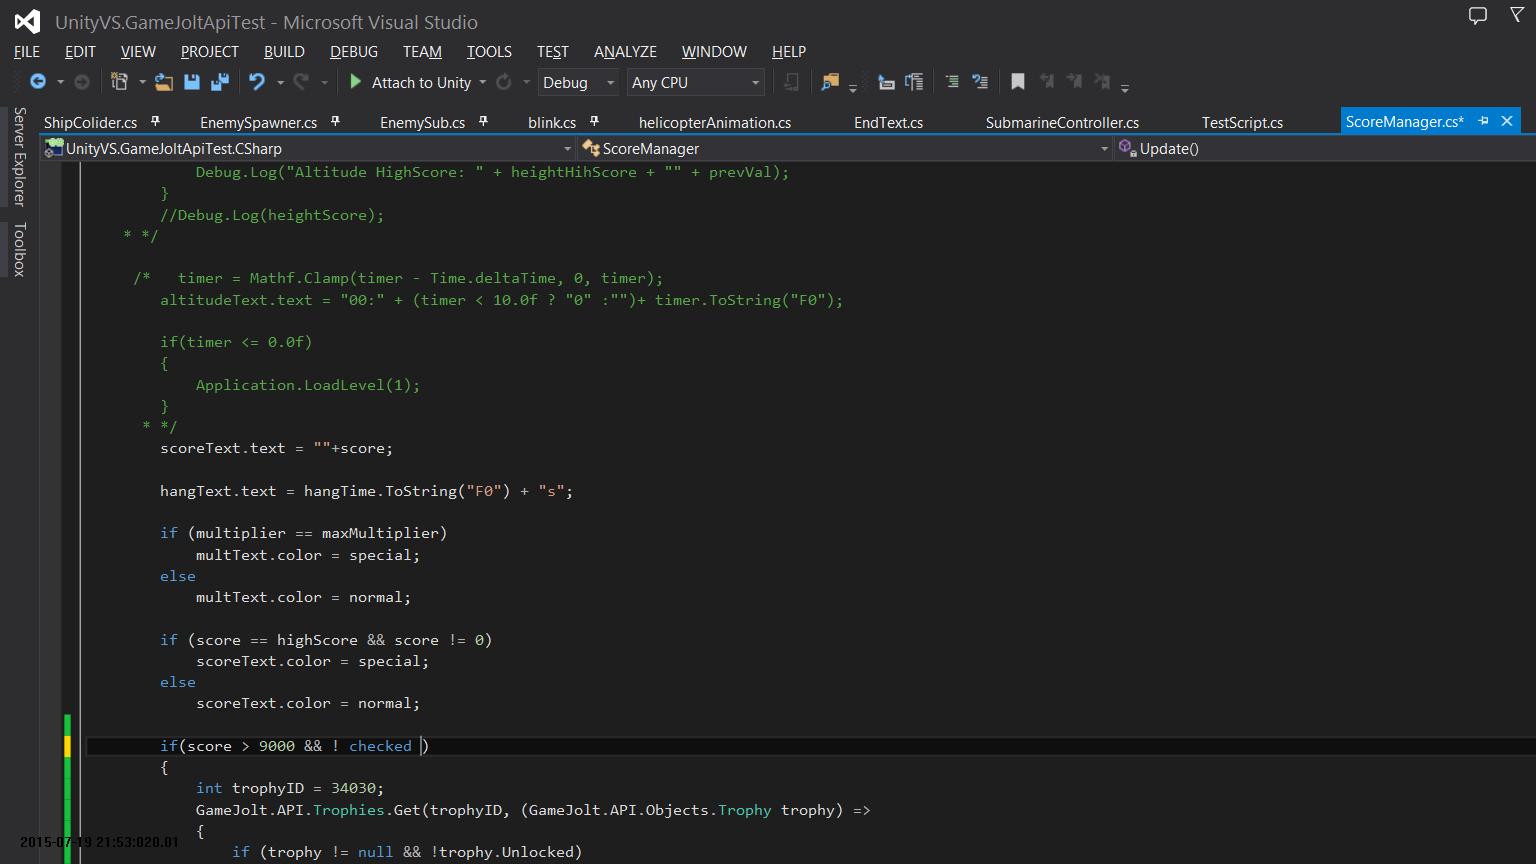 UnityVS.GameJoltApiTest - Microsoft Visual Studio
FILE EDIT VIEW PROJECT BUILD DEBUG TEAM TOOLS TEST ANALYZE WINDOW HELP
Attach to Unity Debug Any CPU
Server Explorer
Toolbox
ShipColider.cs EnemySpawner.cs EnemySub.cs blink.cs helicopterAnimation.cs EndText.cs SubmarineController.cs TestScript.cs ScoreManager.cs*
UnityVS.GameJoltApiTest.CSharp ScoreManager Update()
Debug.Log("Altitude HighScore: " + heightHihScore + "" + prevVal);
}
//Debug.Log(heightScore);
* */
/* timer = Mathf.Clamp(timer - Time.deltaTime, 0, timer);
altitudeText.text = "00:" + (timer < 10.0f ? "0" :"")+ timer.ToString("F0");
if(timer <= 0.0f)
{
Application.LoadLevel(1);
}
* */
scoreText.text = ""+score;
hangText.text = hangTime.ToString("F0") + "s";
if (multiplier == maxMultiplier)
multText.color = special;
else
multText.color = normal;
if (score == highScore && score != 0)
scoreText.color = special;
else
scoreText.color = normal;
if(score > 9000 && ! checked )
{
int trophyID = 34030;
GameJolt.API.Trophies.Get(trophyID, (GameJolt.API.Objects.Trophy trophy) =>
{
if (trophy != null && !trophy.Unlocked)
2015-07-19 21:53:020.01